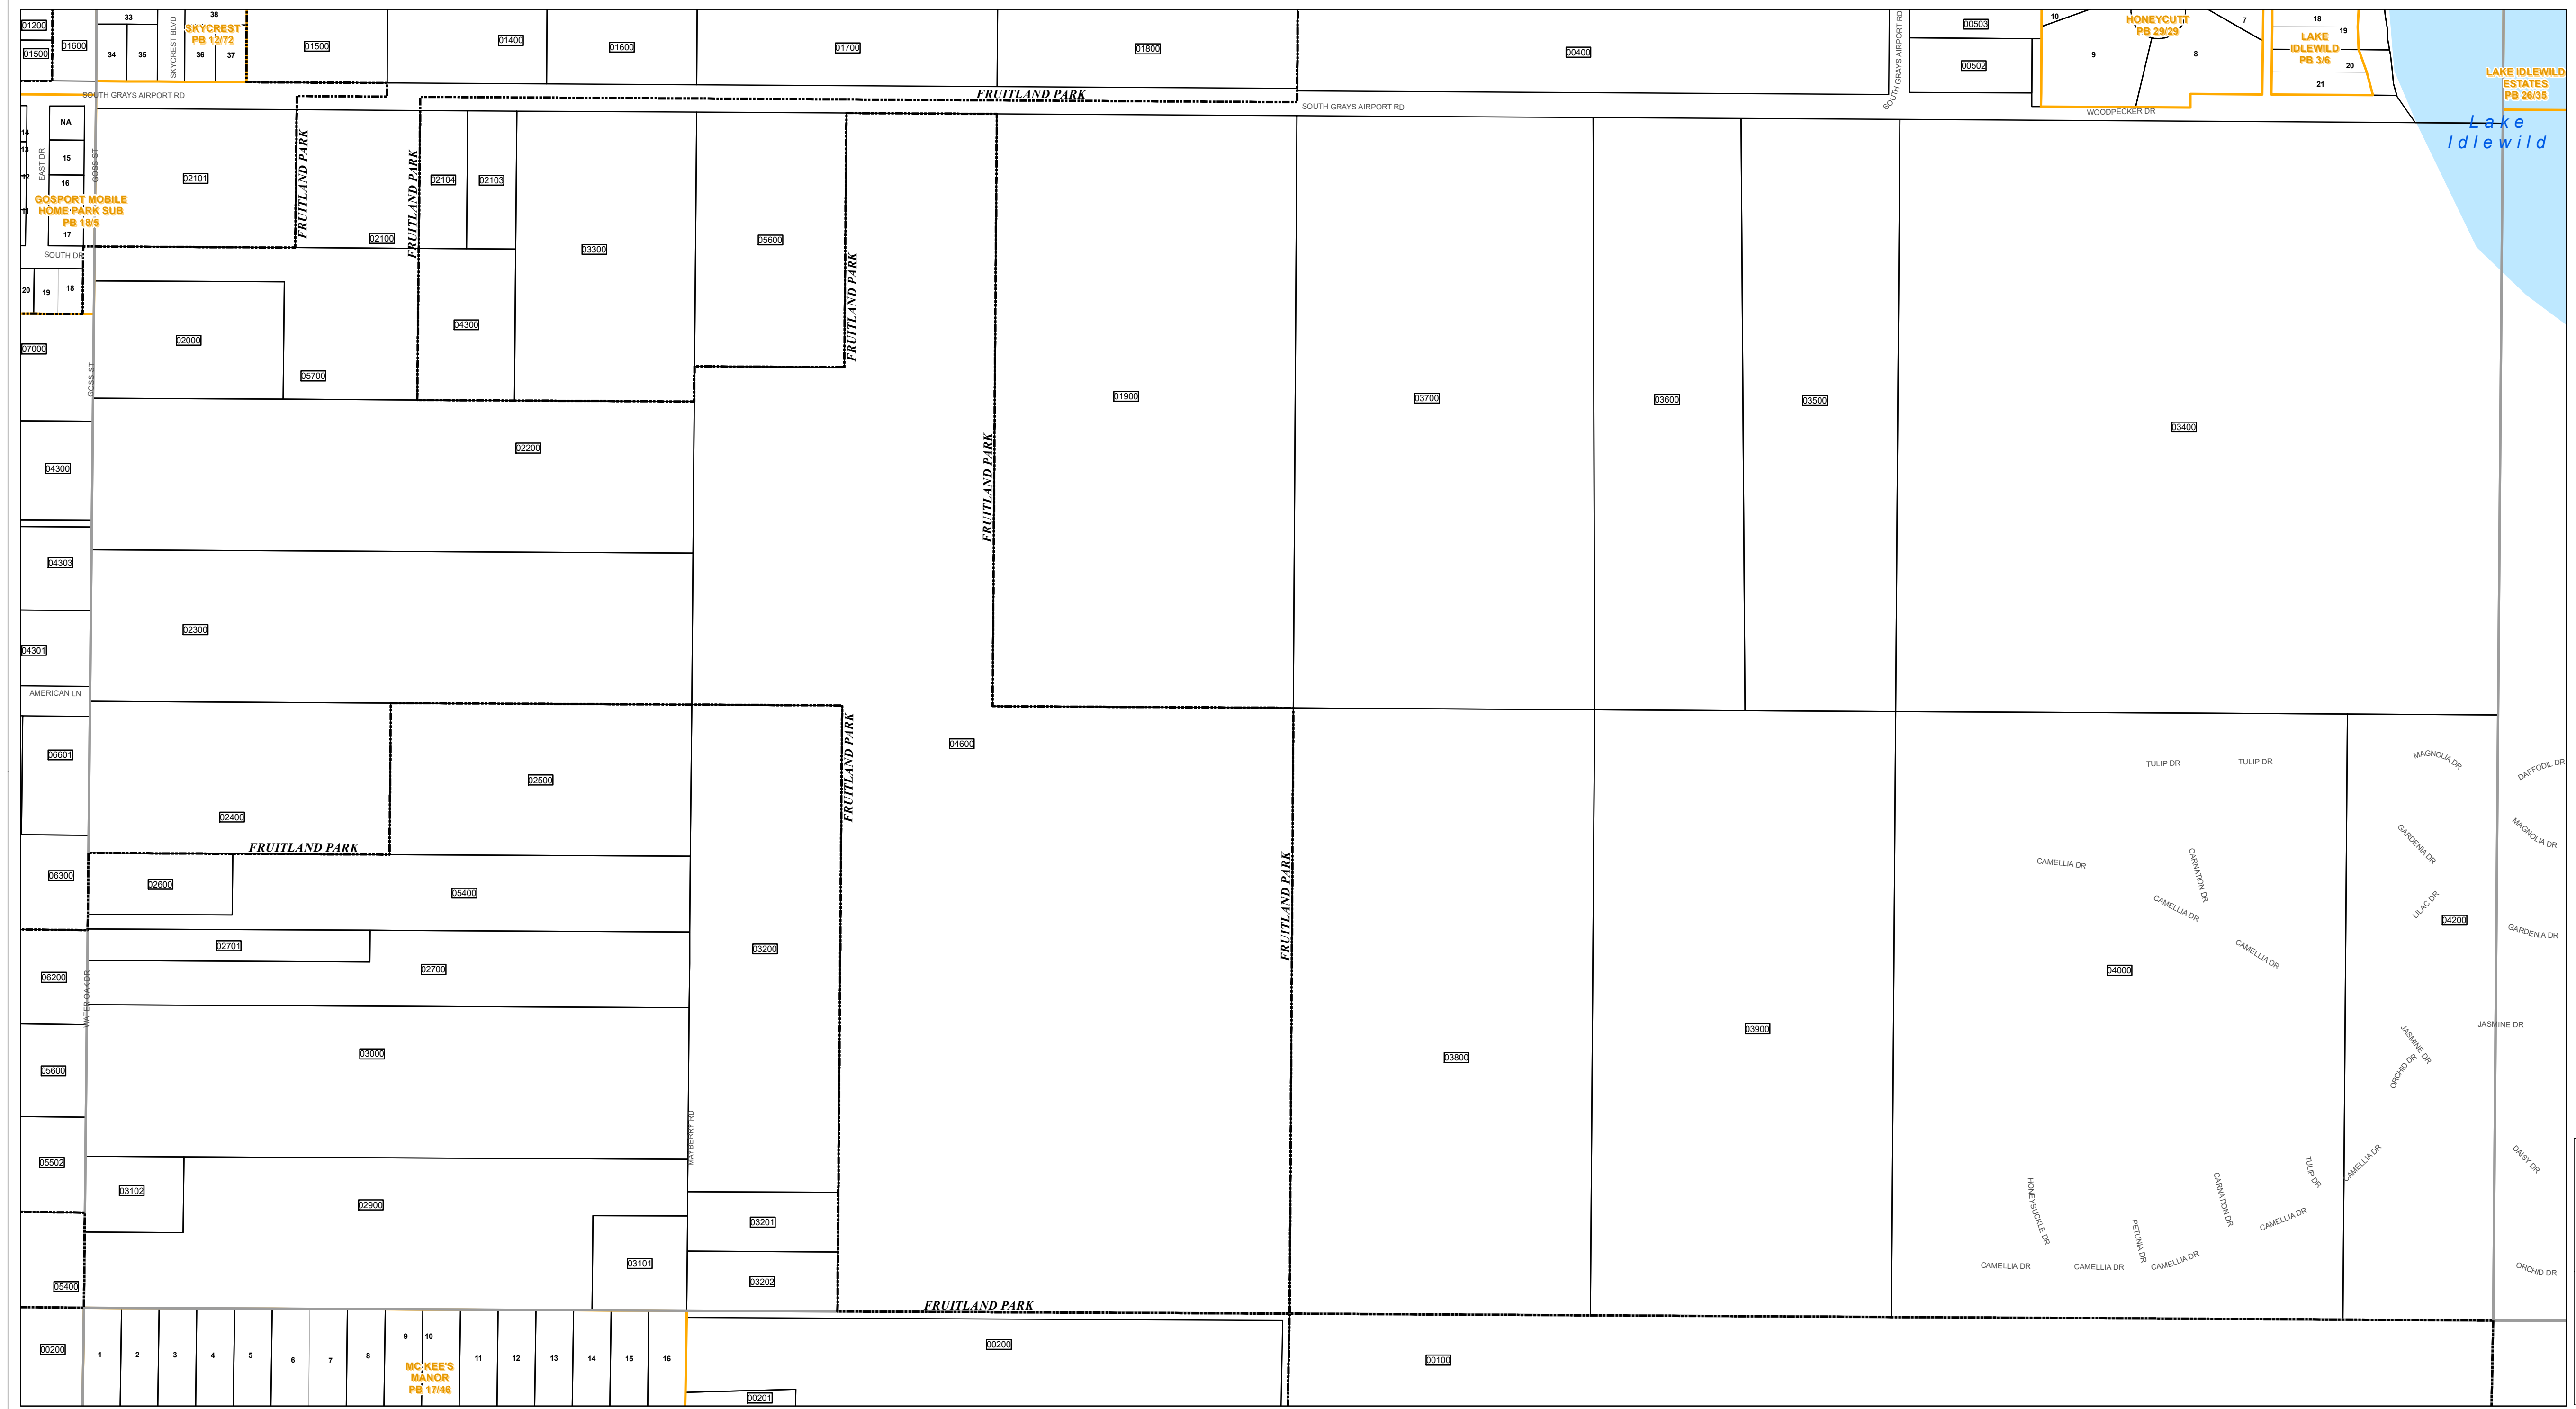 01200
33
38
SKYCREST
PB 12/72
01500
01600
34
35
SKYCREST BLVD
36
37
01500
01400
01600
01700
01800
00400
SOUTH GRAYS AIRPORT RD
00503
00502
10
HONEYCUTT
PB 29/29
7
9
8
18
19
LAKE
IDLEWILD
PB 3/6
20
21
LAKE IDLEWILD
ESTATES
PB 26/35
SOUTH GRAYS AIRPORT RD
FRUITLAND PARK
SOUTH GRAYS AIRPORT RD
WOODPECKER DR
Lake
Idlewild
NA
14
13
15
EAST DR
GOSS ST
12
16
11
GOSPORT MOBILE
HOME PARK SUB
PB 18/5
17
SOUTH DR
20
19
18
02101
FRUITLAND PARK
FRUITLAND PARK
02104
02103
02100
03300
05600
FRUITLAND PARK
04300
02000
05700
07000
GOSS ST
01900
03700
03600
03500
03400
02200
04300
FRUITLAND PARK
04303
02300
04301
AMERICAN LN
06601
02400
FRUITLAND PARK
02500
FRUITLAND PARK
04600
TULIP DR
TULIP DR
MAGNOLIA DR
DAFFODIL DR
GARDENIA DR
MAGNOLIA DR
CAMELLIA DR
CARNATION DR
CAMELLIA DR
CAMELLIA DR
LILAC DR
04200
GARDENIA DR
06300
02600
05400
FRUITLAND PARK
02701
02700
03200
06200
WATER OAK DR
04000
03000
03900
03800
JASMINE DR
JASMINE DR
ORCHID DR
05600
MAYBERRY RD
05502
03102
02900
03201
03101
03202
05400
HONEYSUCKLE DR
CARNATION DR
TULIP DR
CAMELLIA DR
DAISY DR
PETUNIA DR
CAMELLIA DR
CAMELLIA DR
CAMELLIA DR
CAMELLIA DR
ORCHID DR
FRUITLAND PARK
00200
1
2
3
4
5
6
7
8
9
10
MC KEE'S
MANOR
PB 17/46
11
12
13
14
15
16
00200
00201
00100